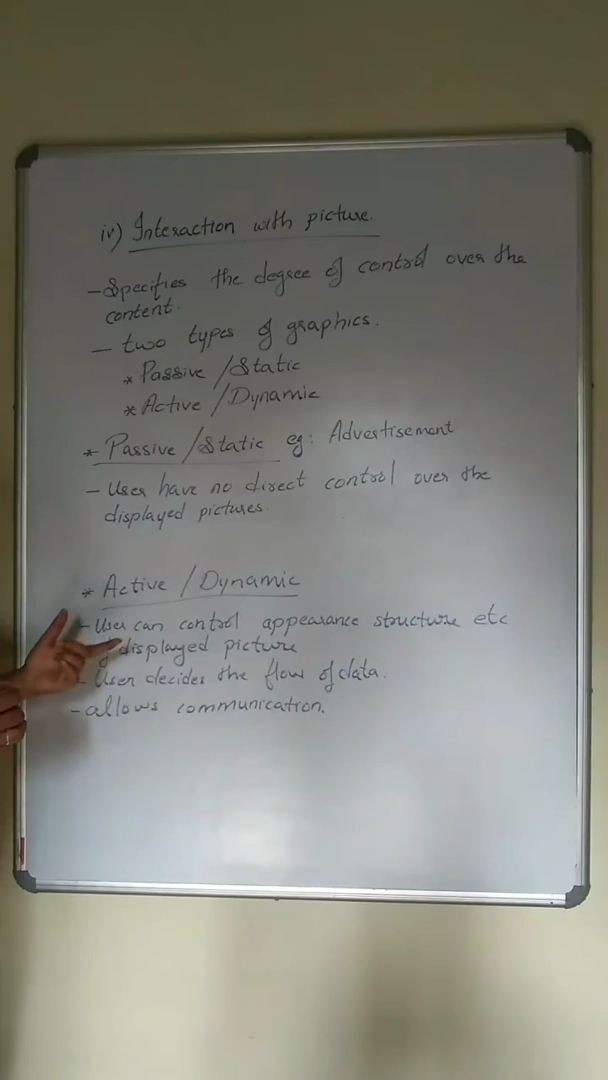 iv) Interaction with picture.
- Specifies the degree of control over the
content.
- two types of graphics.
* Passive / Static
* Active / Dynamic
* Passive / Static eg: Advertisement
- User have no direct control over the
displayed pictures.
* Active / Dynamic
- User can control appearance structure etc
displayed picture
- User decides the flow of data.
- allows communication.